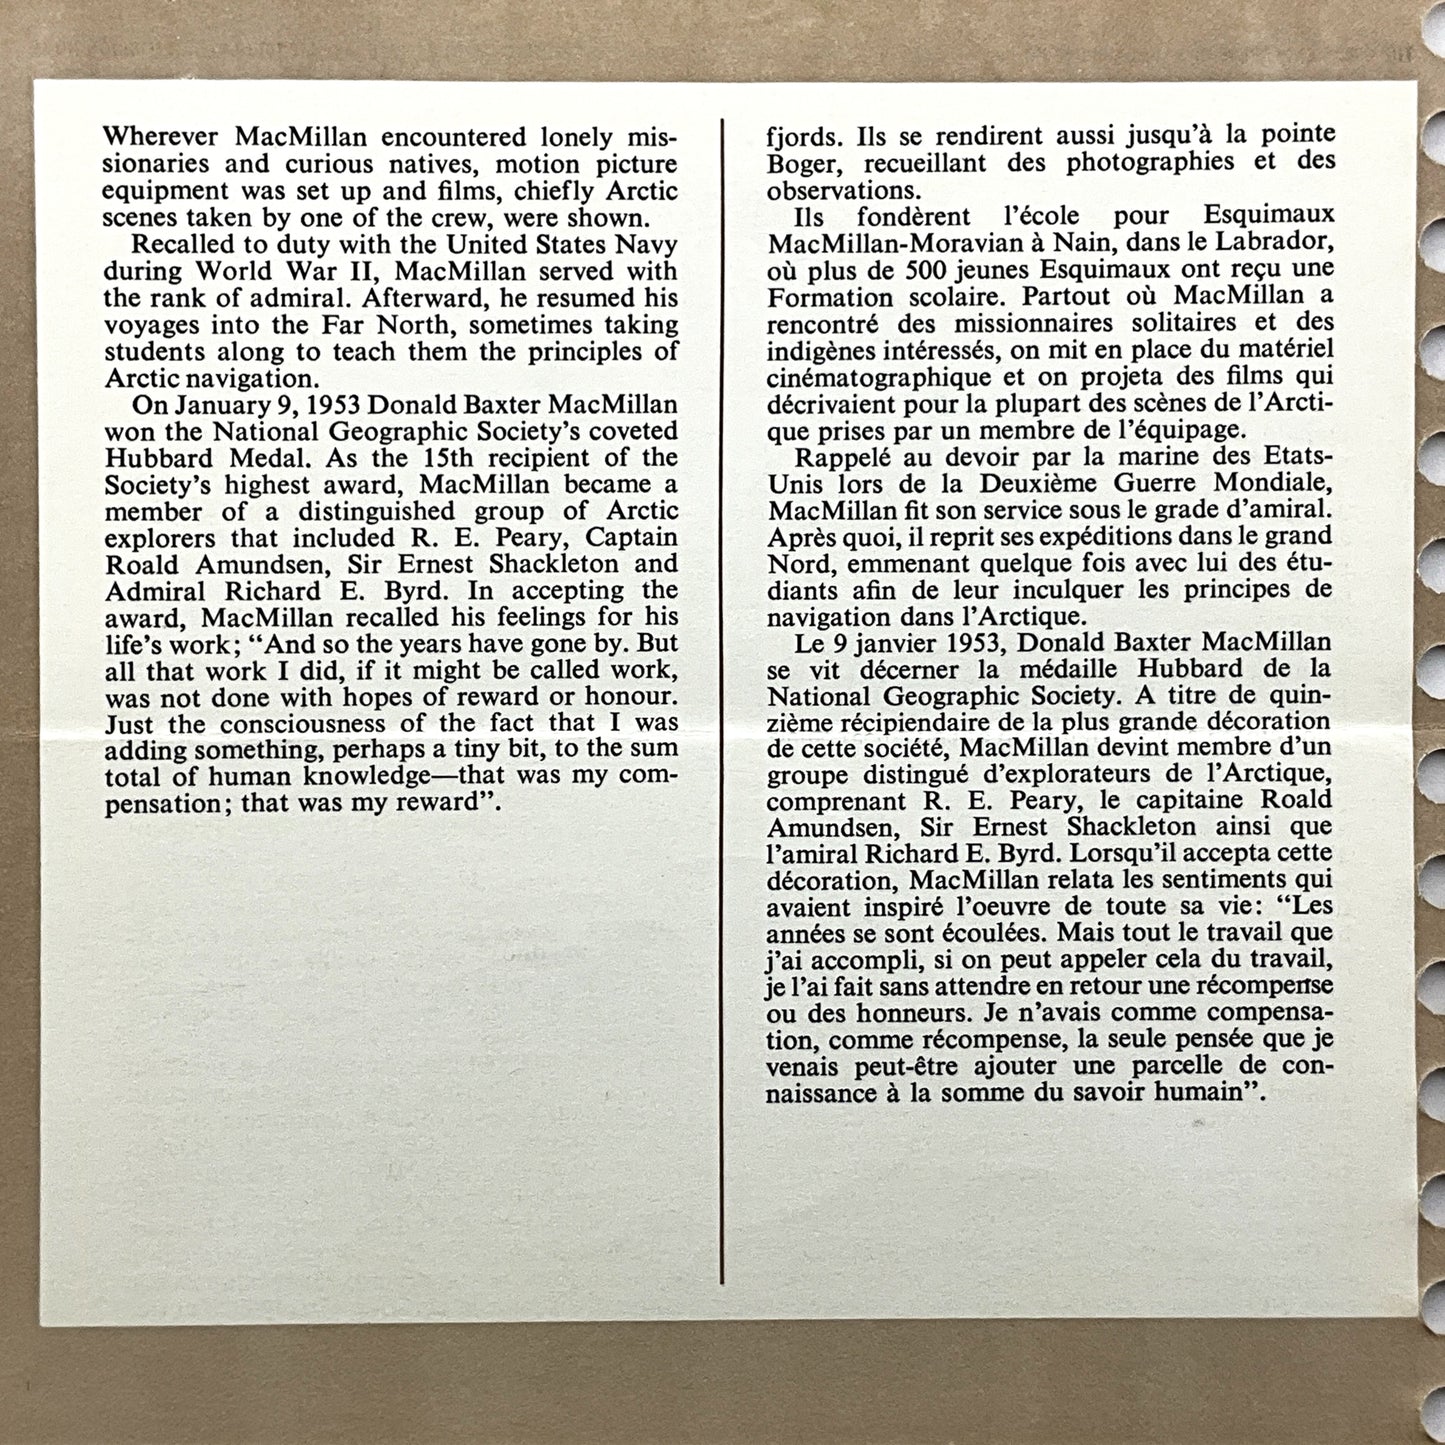 Wherever MacMillan encountered lonely mis-
sionaries and curious natives, motion picture
equipment was set up and films, chiefly Arctic
scenes taken by one of the crew, were shown.
Recalled to duty with the United States Navy
during World War II, MacMillan served with
the rank of admiral. Afterward, he resumed his
voyages into the Far North, sometimes taking
students along to teach them the principles of
Arctic navigation.
On January 9, 1953 Donald Baxter MacMillan
won the National Geographic Society's coveted
Hubbard Medal. As the 15th recipient of the
Society's highest award, MacMillan became a
member of a distinguished group of Arctic
explorers that included R. E. Peary, Captain
Roald Amundsen, Sir Ernest Shackleton and
Admiral Richard E. Byrd. In accepting the
award, MacMillan recalled his feelings for his
life's work; “And so the years have gone by. But
all that work I did, if it might be called work,
was not done with hopes of reward or honour.
Just the consciousness of the fact that I was
adding something, perhaps a tiny bit, to the sum
total of human knowledge—that was my com-
pensation; that was my reward”.
fjords. Ils se rendirent aussi jusqu'à la pointe
Boger, recueillant des photographies et des
observations.
Ils fondèrent l'école pour Esquimaux
MacMillan-Moravian à Nain, dans le Labrador,
où plus de 500 jeunes Esquimaux ont reçu une
Formation scolaire. Partout où MacMillan a
rencontré des missionnaires solitaires et des
indigènes intéressés, on mit en place du matériel
cinématographique et on projeta des films qui
décrivaient pour la plupart des scènes de l'Arcti-
que prises par un membre de l'équipage.
Rappelé au devoir par la marine des Etats-
Unis lors de la Deuxième Guerre Mondiale,
MacMillan fit son service sous le grade d'amiral.
Après quoi, il reprit ses expéditions dans le grand
Nord, emmenant quelque fois avec lui des étu-
diants afin de leur inculquer les principes de
navigation dans l'Arctique.
Le 9 janvier 1953, Donald Baxter MacMillan
se vit décerner la médaille Hubbard de la
National Geographic Society. A titre de quin-
zième récipiendaire de la plus grande décoration
de cette société, MacMillan devint membre d'un
groupe distingué d'explorateurs de l'Arctique,
comprenant R. E. Peary, le capitaine Roald
Amundsen, Sir Ernest Shackleton ainsi que
l'amiral Richard E. Byrd. Lorsqu'il accepta cette
décoration, MacMillan relata les sentiments qui
avaient inspiré l'oeuvre de toute sa vie: “Les
années se sont écoulées. Mais tout le travail que
j'ai accompli, si on peut appeler cela du travail,
je l'ai fait sans attendre en retour une récompense
ou des honneurs. Je n'avais comme compensa-
tion, comme récompense, la seule pensée que je
venais peut-être ajouter une parcelle de con-
naissance à la somme du savoir humain”.